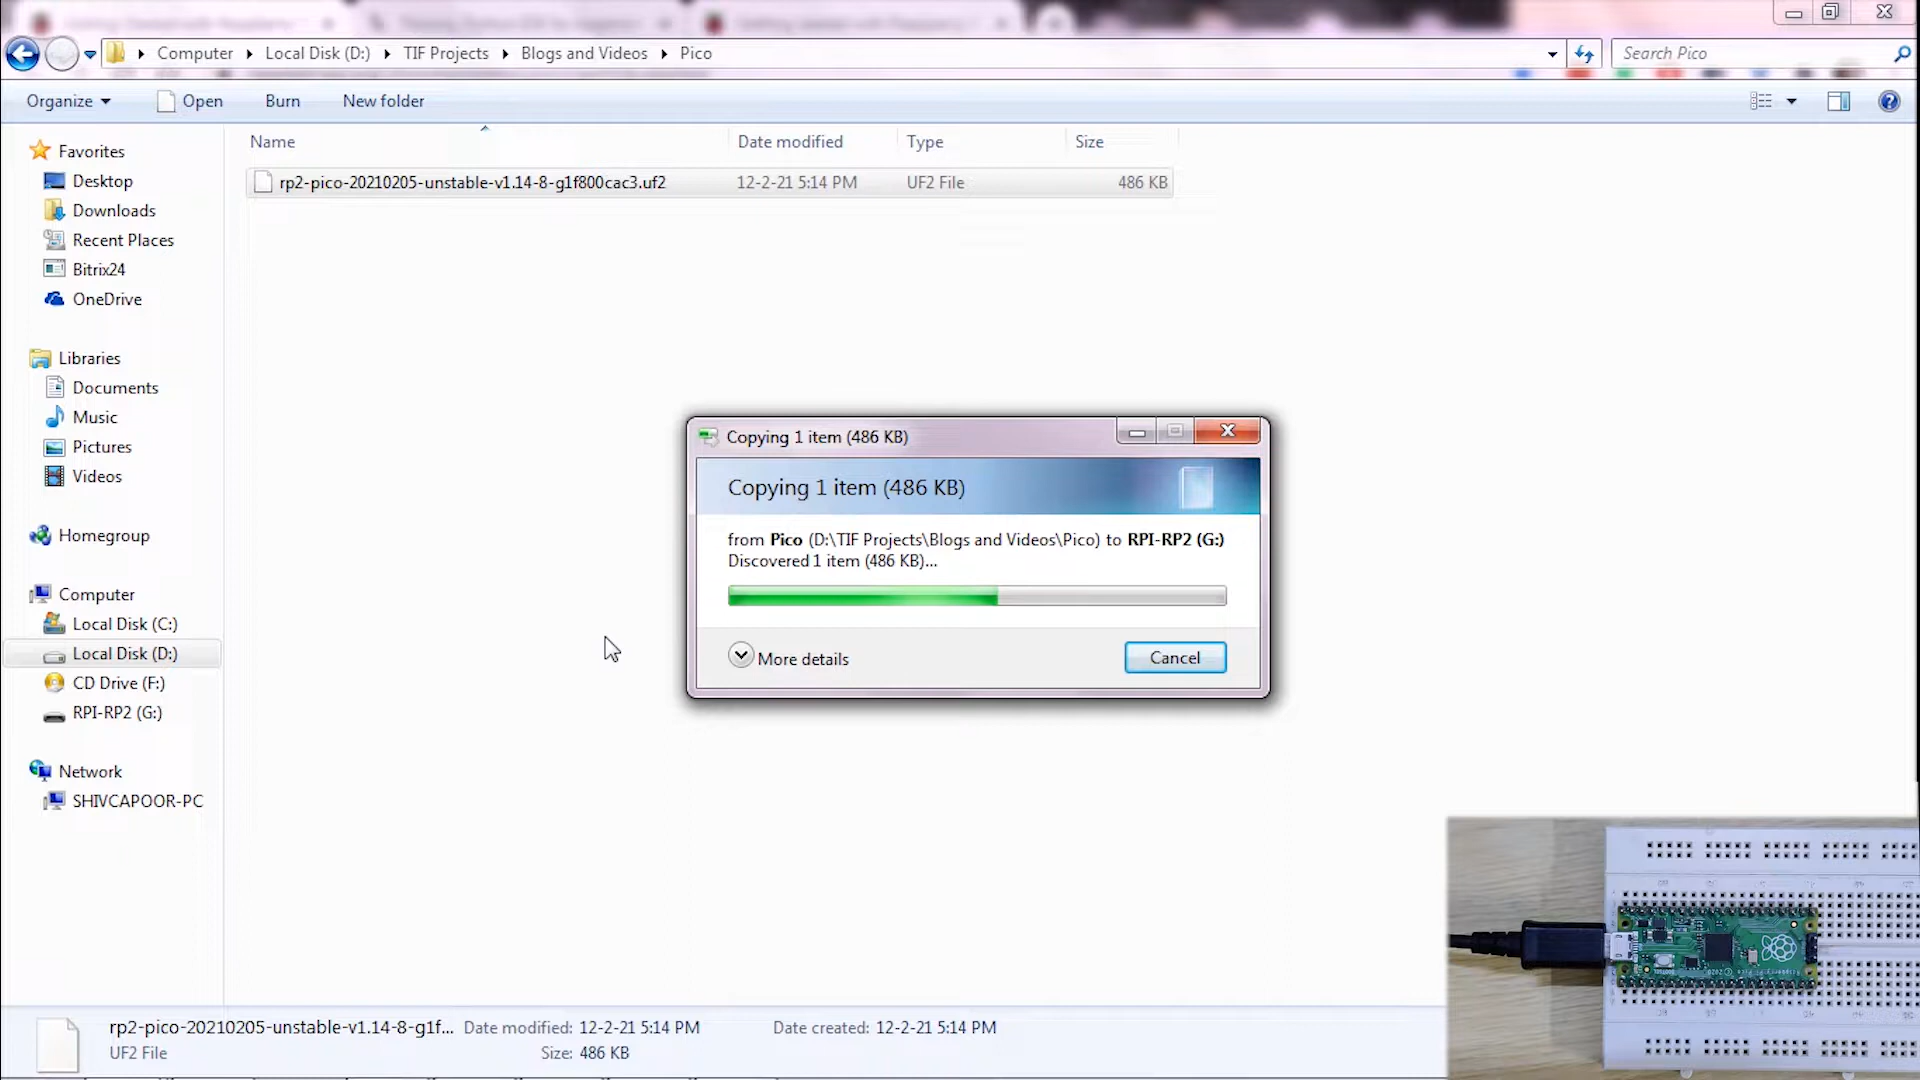 Computer Local Disk (D:) TIF Projects Blogs and Videos Pico
Search Pico
Organize Open Burn New folder
Name Date modified Type Size
rp2-pico-20210205-unstable-v1.14-8-g1f800cac3.uf2 12-2-21 5:14 PM UF2 File 486 KB
Favorites
Desktop
Downloads
Recent Places
Bitrix24
OneDrive
Libraries
Documents
Music
Pictures
Videos
Homegroup
Computer
Local Disk (C:)
Local Disk (D:)
CD Drive (F:)
RPI-RP2 (G:)
Network
SHIVCAPOOR-PC
Copying 1 item (486 KB)
Copying 1 item (486 KB)
from Pico (D:\TIF Projects\Blogs and Videos\Pico) to RPI-RP2 (G:)
Discovered 1 item (486 KB)...
More details
Cancel
rp2-pico-20210205-unstable-v1.14-8-g1f... Date modified: 12-2-21 5:14 PM Date created: 12-2-21 5:14 PM
UF2 File Size: 486 KB